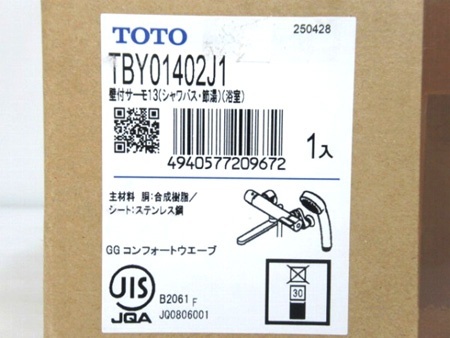 TOTO
250428
TBY01402J1
壁付サーモ13(シャワバス・節湯)(浴室)
1入
4940577209672
主材料 胴:合成樹脂/
シート:ステンレス鋼
GG コンフォートウエーブ
30
JIS
JQA
B2061 F
JQ0806001